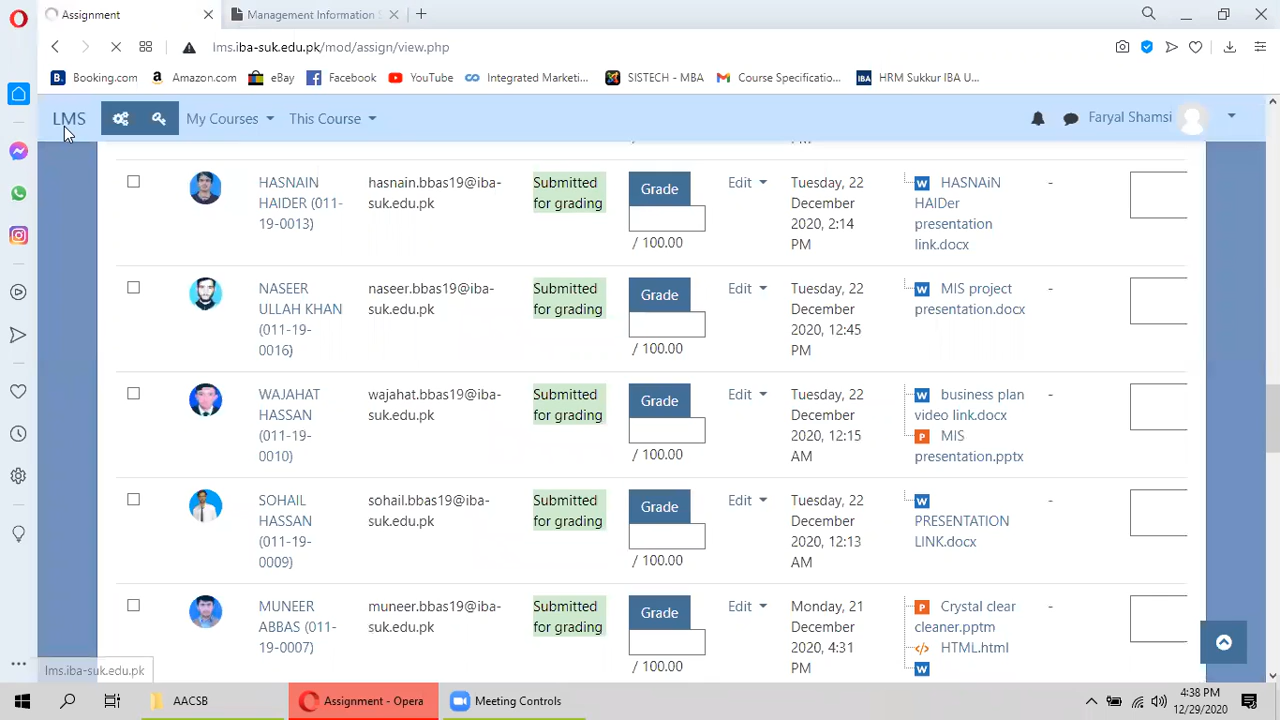 Assignment
Management Information S
lms.iba-suk.edu.pk/mod/assign/view.php
B. Booking.com
a Amazon.com
eBay
Facebook
YouTube
Integrated Marketi...
SISTECH - MBA
Course Specificatio...
IBA HRM Sukkur IBA U...
LMS
My Courses
This Course
Faryal Shamsi
HASNAIN
HAIDER (011-
19-0013)
hasnain.bbas19@iba-
suk.edu.pk
Submitted
for grading
Grade
/ 100.00
Edit
Tuesday, 22
December
2020, 2:14
PM
HASNAiN
HAIDer
presentation
link.docx
-
NASEER
ULLAH KHAN
(011-19-
0016)
naseer.bbas19@iba-
suk.edu.pk
Submitted
for grading
Grade
/ 100.00
Edit
Tuesday, 22
December
2020, 12:45
PM
MIS project
presentation.docx
-
WAJAHAT
HASSAN
(011-19-
0010)
wajahat.bbas19@iba-
suk.edu.pk
Submitted
for grading
Grade
/ 100.00
Edit
Tuesday, 22
December
2020, 12:15
AM
business plan
video link.docx
MIS
presentation.pptx
-
SOHAIL
HASSAN
(011-19-
0009)
sohail.bbas19@iba-
suk.edu.pk
Submitted
for grading
Grade
/ 100.00
Edit
Tuesday, 22
December
2020, 12:13
AM
PRESENTATION
LINK.docx
-
MUNEER
ABBAS (011-
19-0007)
muneer.bbas19@iba-
suk.edu.pk
Submitted
for grading
Grade
/ 100.00
Edit
Monday, 21
December
2020, 4:31
PM
Crystal clear
cleaner.pptm
HTML.html
-
lms.iba-suk.edu.pk
AACSB
Assignment - Opera
Meeting Controls
4:38 PM
12/29/2020